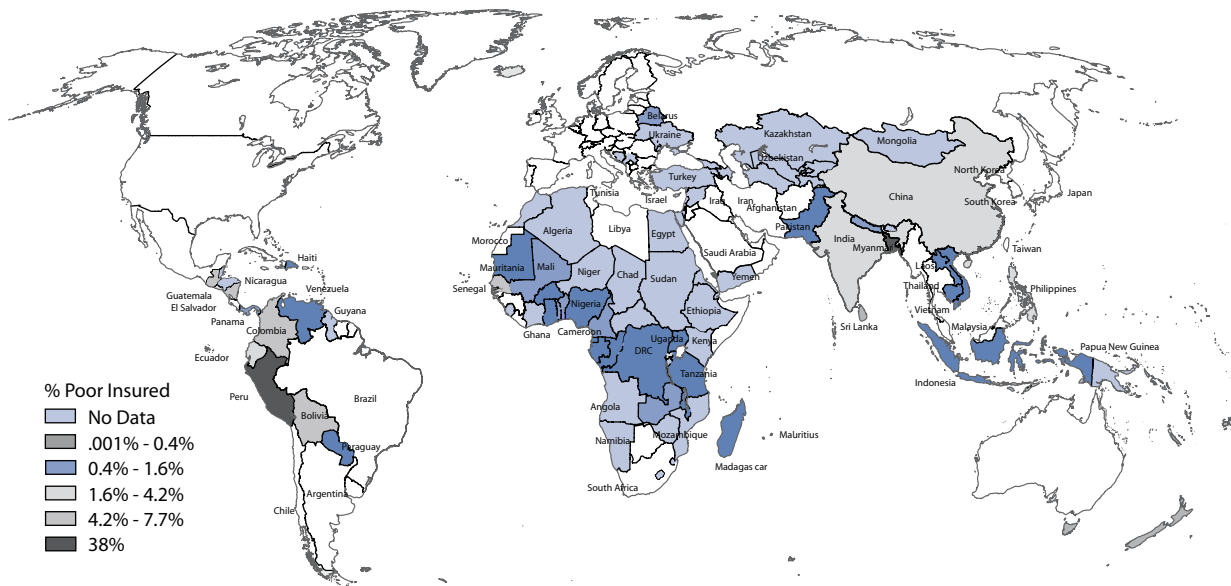 Belarus
Ukraine
Kazakhstan
Mongolia
Uzbekistan
North Korea
Turkey
Tunisia
Israel
Iraq
Iran
Afghanistan
China
South Korea
Japan
Morocco
Algeria
Libya
Egypt
Saudi Arabia
Pakistan
India
Myanmar
Taiwan
Haiti
Mauritania
Mali
Niger
Chad
Sudan
Yemen
Laos
Nicaragua
Venezuela
Senegal
Thailand
Philippines
Guatemala
El Salvador
Guyana
Nigeria
Ethiopia
Vietnam
Panama
Colombia
Ghana
Cameroon
Sri Lanka
Malaysia
Uganda
Kenya
Ecuador
DRC
Papua New Guinea
Tanzania
Indonesia
% Poor Insured
No Data
.001% - 0.4%
0.4% - 1.6%
1.6% - 4.2%
4.2% - 7.7%
38%
Peru
Brazil
Bolivia
Paraguay
Angola
Namibia
Mozambique
Mauritius
Madagas car
South Africa
Argentina
Chile